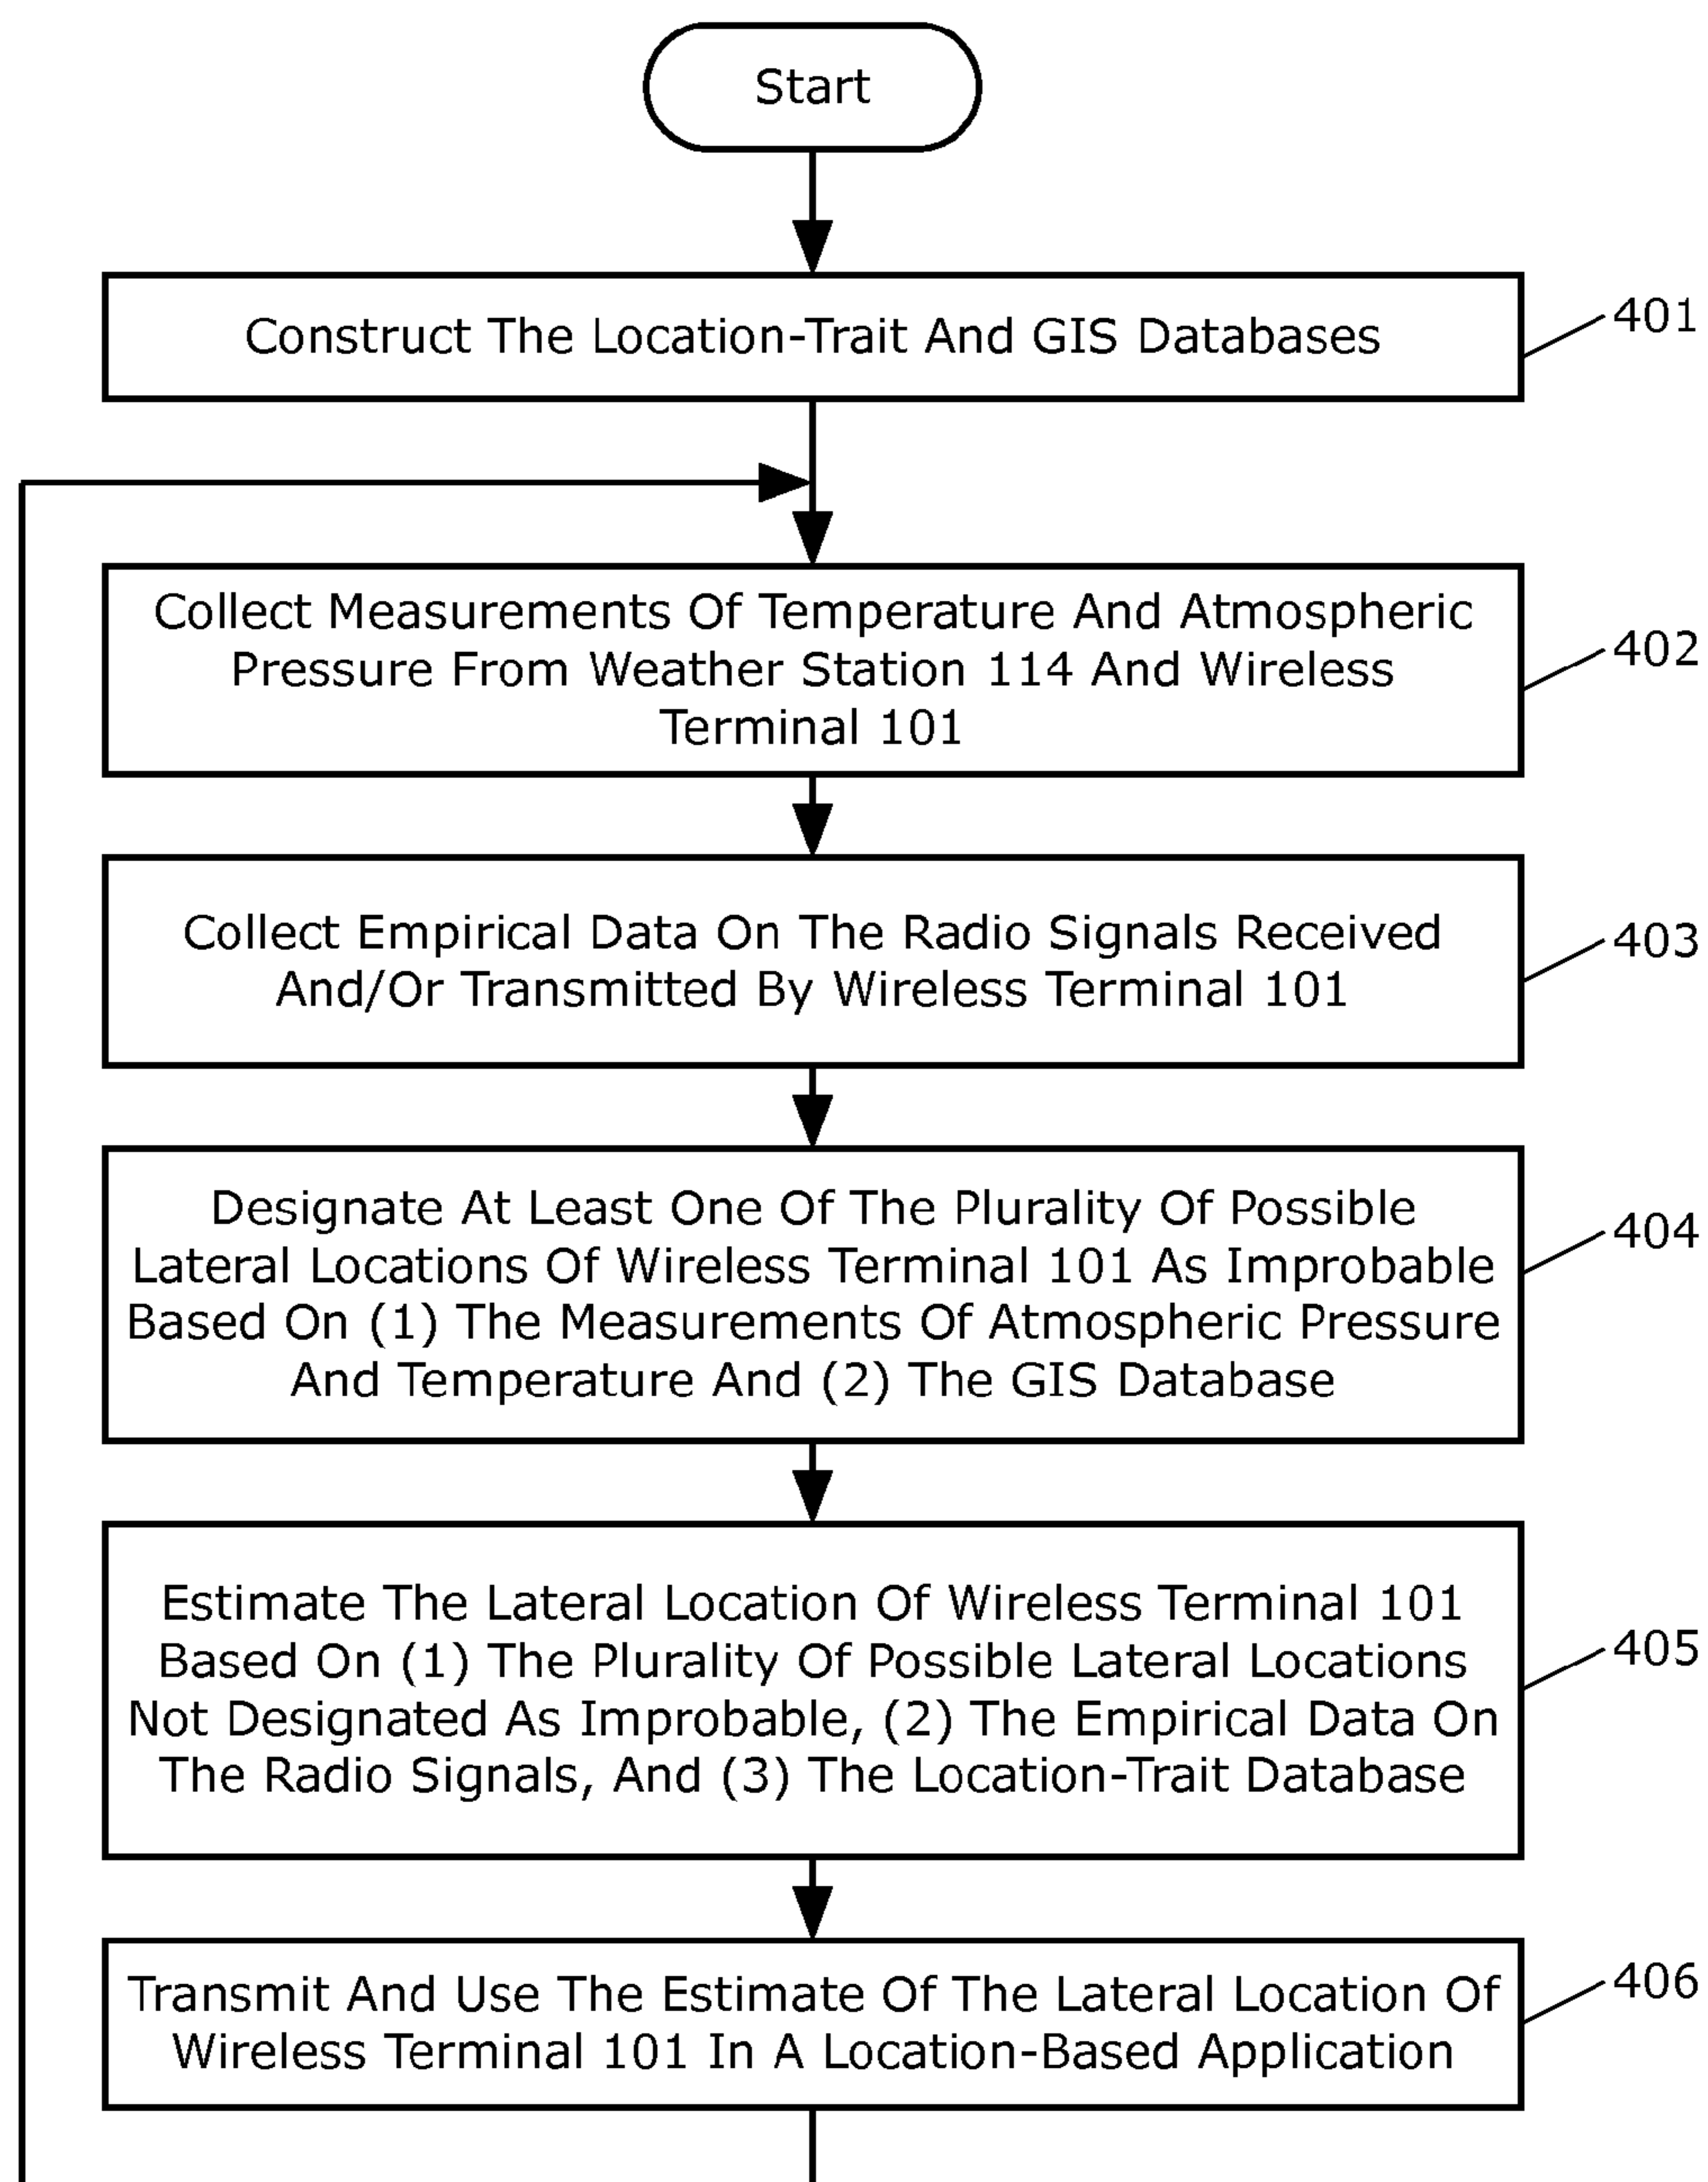 Start
Construct The Location-Trait And GIS Databases
401
Collect Measurements Of Temperature And Atmospheric
Pressure From Weather Station 114 And Wireless
Terminal 101
402
Collect Empirical Data On The Radio Signals Received
And/Or Transmitted By Wireless Terminal 101
403
Designate At Least One Of The Plurality Of Possible
Lateral Locations Of Wireless Terminal 101 As Improbable
Based On (1) The Measurements Of Atmospheric Pressure
And Temperature And (2) The GIS Database
404
Estimate The Lateral Location Of Wireless Terminal 101
Based On (1) The Plurality Of Possible Lateral Locations
Not Designated As Improbable, (2) The Empirical Data On
The Radio Signals, And (3) The Location-Trait Database
405
Transmit And Use The Estimate Of The Lateral Location Of
Wireless Terminal 101 In A Location-Based Application
406